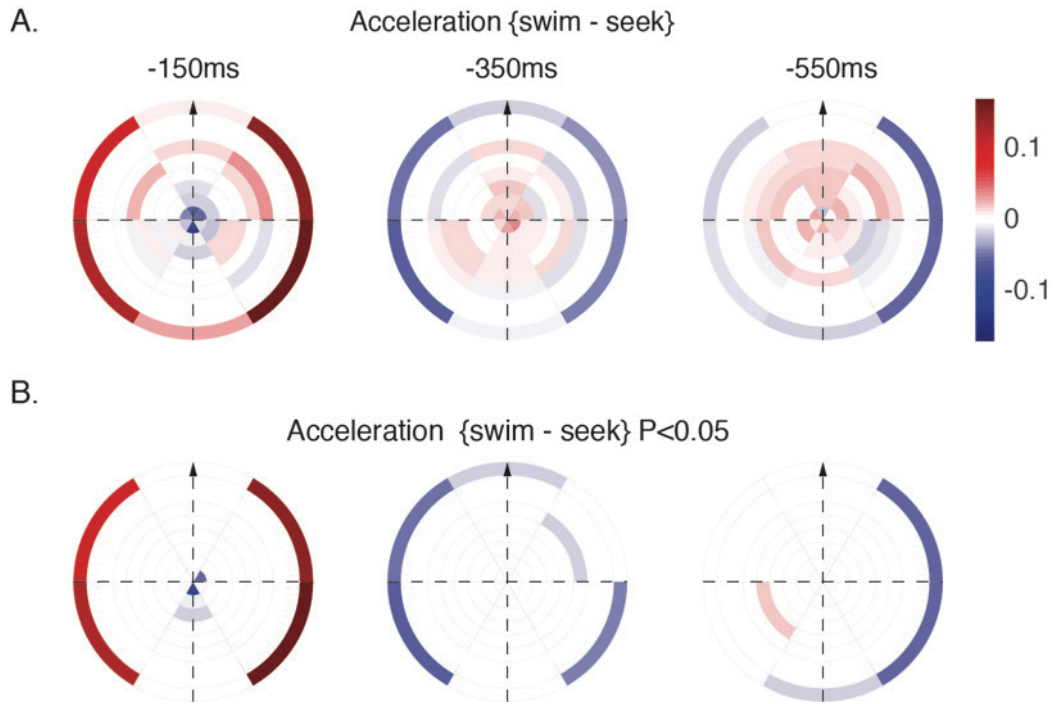 A.
Acceleration {swim - seek}
-150ms
-350ms
-550ms
0.1
0
-0.1
B.
Acceleration {swim - seek} P<0.05